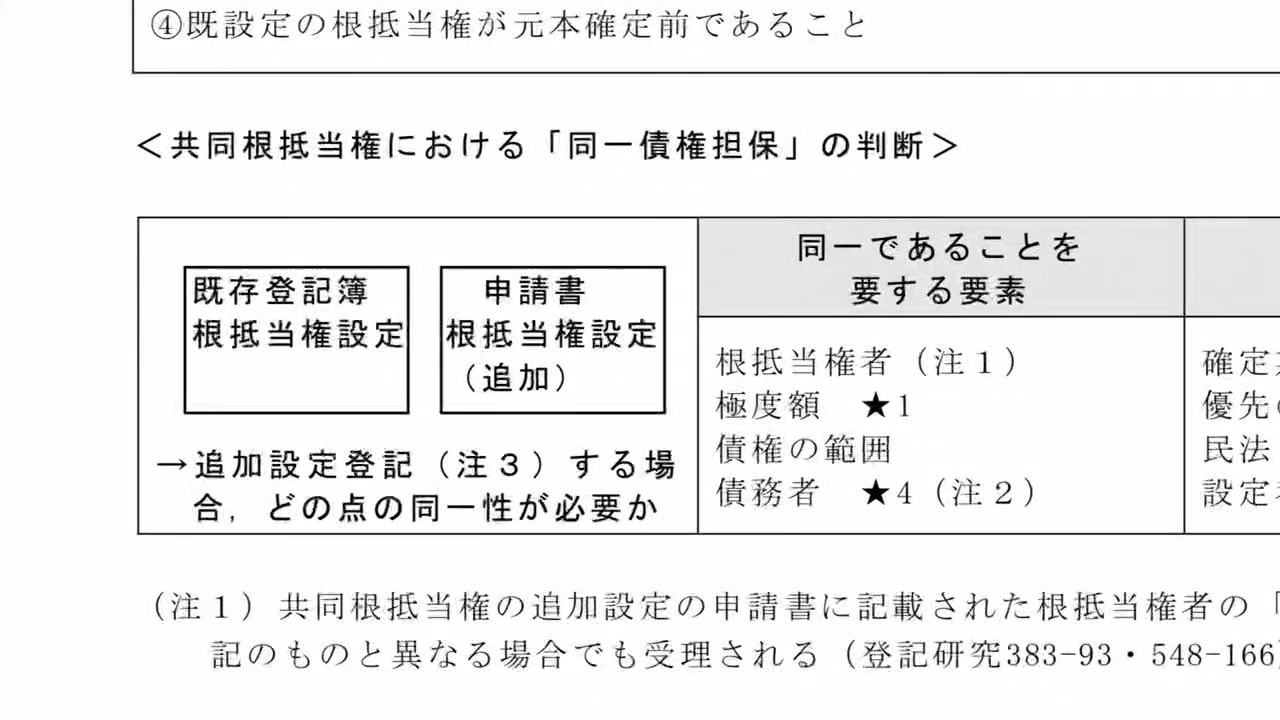 ④既設定の根抵当権が元本確定前であること
＜共同根抵当権における「同一債権担保」の判断＞
既存登記簿
根抵当権設定
申請書
根抵当権設定
（追加）
→追加設定登記（注３）する場
合，どの点の同一性が必要か
同一であることを
要する要素
根抵当権者（注１）
極度額　★1
債権の範囲
債務者　★4（注２）
確定
優先
民法
設定
（注１）共同根抵当権の追加設定の申請書に記載された根抵当権者の「
記のものと異なる場合でも受理される（登記研究383−93・548−166）